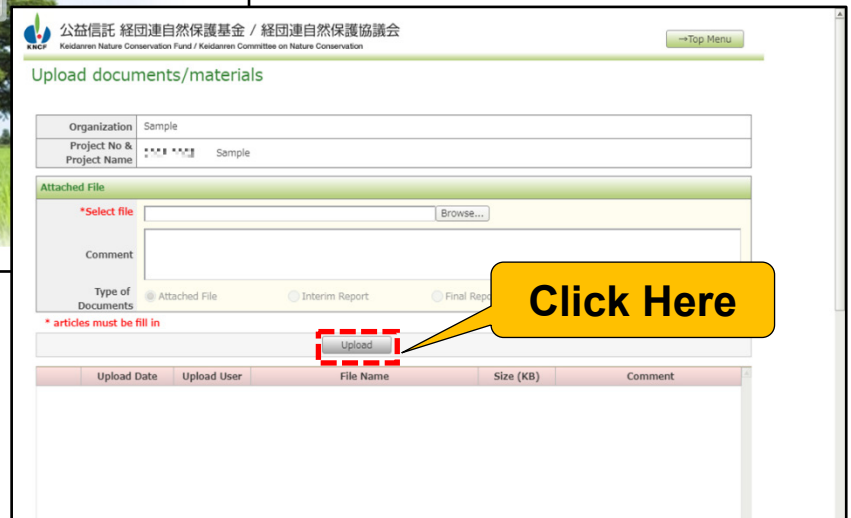 公益信託 経団連自然保護基金 / 経団連自然保護協議会
KNCF Keidanren Nature Conservation Fund / Keidanren Committee on Nature Conservation
→Top Menu
Upload documents/materials
Organization Sample
Project No & Project Name Sample
Attached File
*Select file Browse...
Comment
Type of Documents Attached File Interim Report Final
Click Here
* articles must be fill in
Upload
Upload Date Upload User File Name Size (KB) Comment